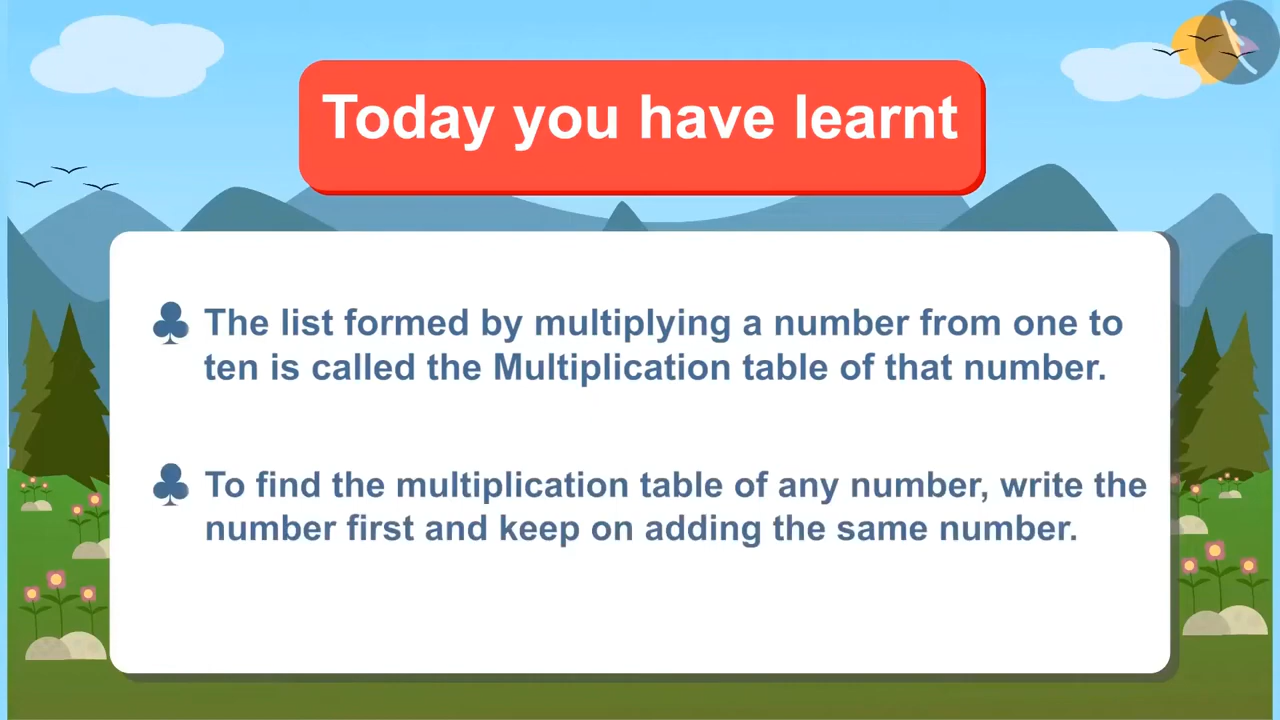 Today you have learnt
The list formed by multiplying a number from one to
ten is called the Multiplication table of that number.
To find the multiplication table of any number, write the
number first and keep on adding the same number.